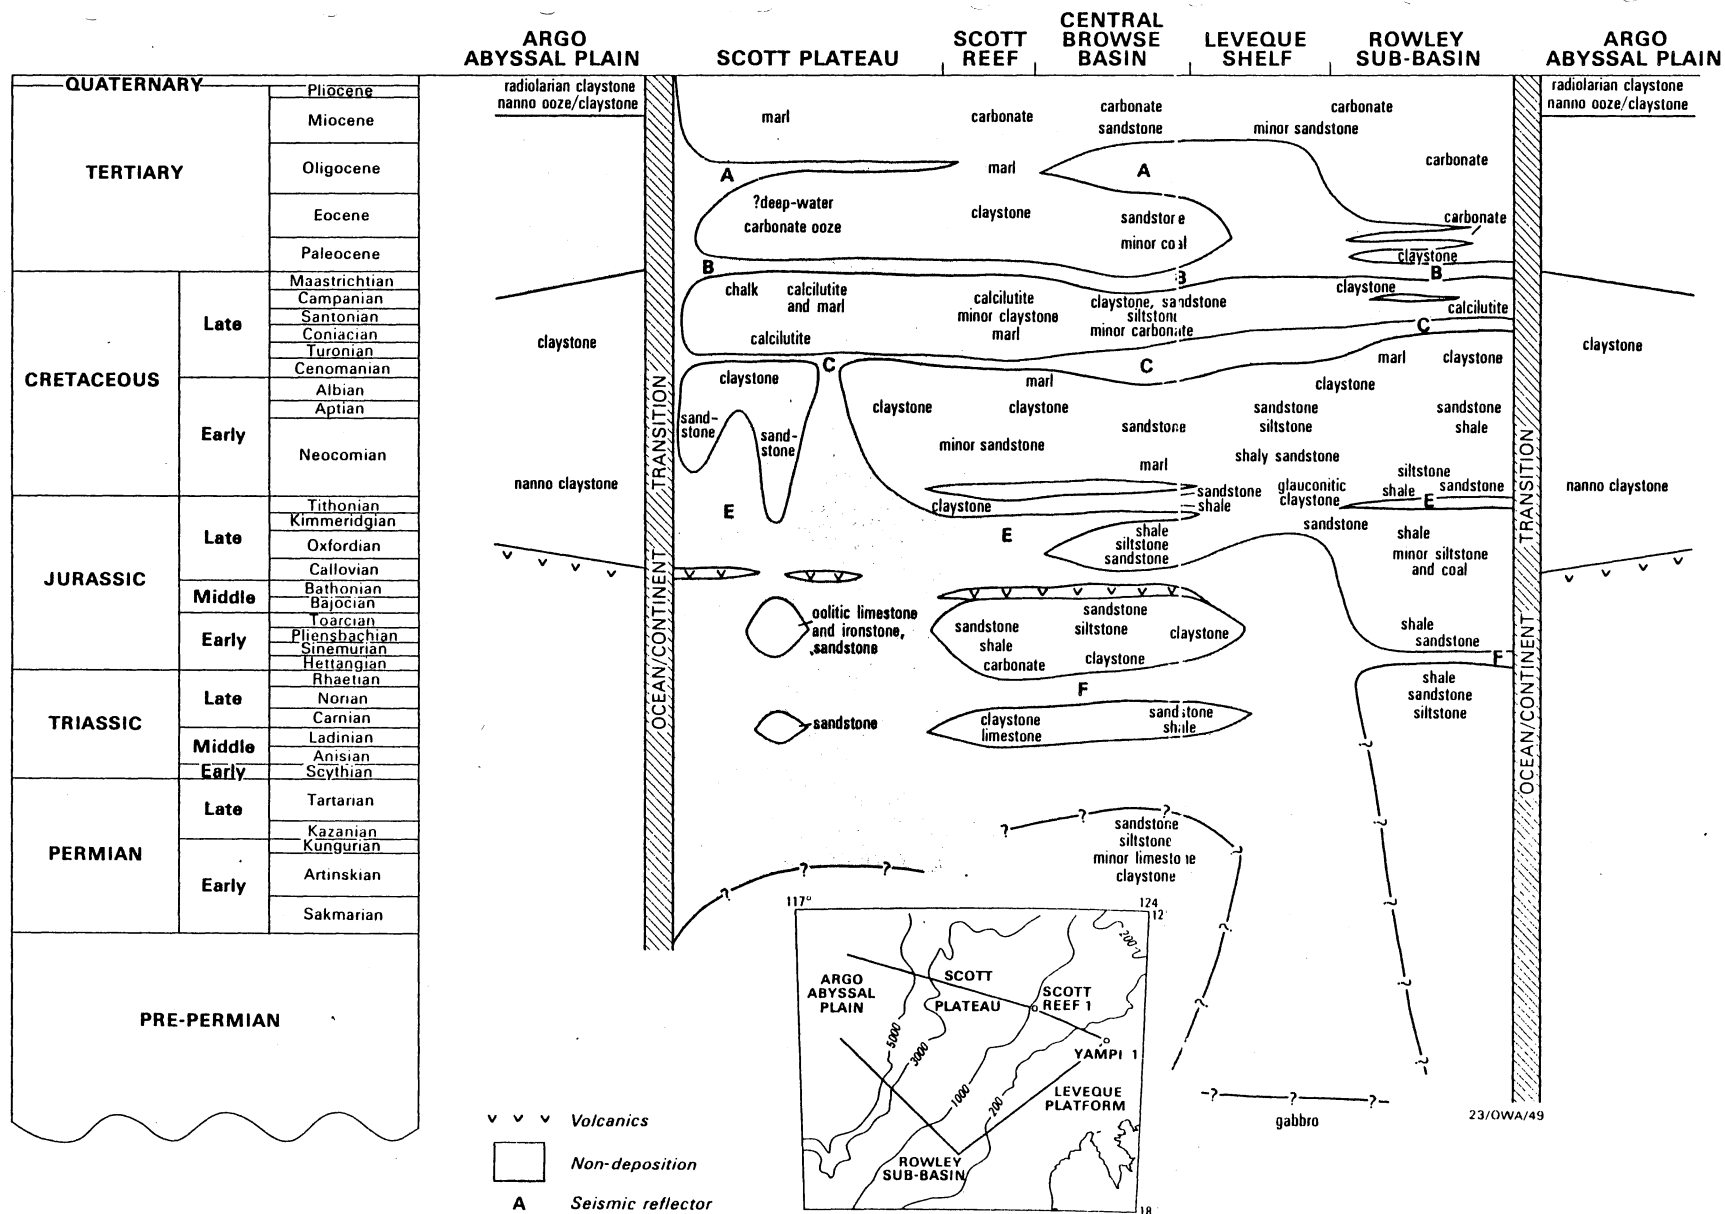 ARGO
ABYSSAL PLAIN
SCOTT PLATEAU
SCOTT
REEF
CENTRAL
BROWSE
BASIN
LEVEQUE
SHELF
ROWLEY
SUB-BASIN
ARGO
ABYSSAL PLAIN
QUATERNARY
TERTIARY
Pliocene
Miocene
Oligocene
Eocene
Paleocene
CRETACEOUS
Late
Maastrichtian
Campanian
Santonian
Coniacian
Turonian
Cenomanian
Early
Albian
Aptian
Neocomian
JURASSIC
Late
Tithonian
Kimmeridgian
Oxfordian
Callovian
Middle
Bathonian
Bajocian
Early
Toarcian
Pliensbachian
Sinemurian
Hettangian
TRIASSIC
Late
Rhaetian
Norian
Carnian
Middle
Ladinian
Anisian
Early
Scythian
PERMIAN
Late
Tartarian
Kazanian
Early
Kungurian
Artinskian
Sakmarian
PRE-PERMIAN
radiolarian claystone
nanno ooze/claystone
claystone
nanno claystone
OCEAN/CONTINENT TRANSITION
marl
A
?deep-water
carbonate ooze
B
chalk
calcilutite
and marl
calcilutite
C
claystone
sand-
stone
sand-
stone
E
oolitic limestone
and ironstone,
sandstone
sandstone
carbonate
marl
claystone
calcilutite
minor claystone
marl
marl
claystone
claystone
minor sandstone
claystone
E
sandstone
shale
carbonate
claystone
limestone
carbonate
sandstone
A
sandstone
minor coal
B
claystone, sandstone
siltstone
minor carbonate
C
sandstone
marl
sandstone
shale
shale
siltstone
sandstone
sandstone
siltstone
claystone
claystone
F
sandstone
shale
sandstone
siltstone
minor limestone
claystone
carbonate
minor sandstone
carbonate
carbonate
claystone
B
claystone
calcilutite
C
marl
claystone
claystone
sandstone
siltstone
sandstone
shale
shaly sandstone
siltstone
glauconitic
claystone
shale
sandstone
E
sandstone
shale
minor siltstone
and coal
shale
sandstone
F
shale
sandstone
siltstone
OCEAN/CONTINENT TRANSITION
radiolarian claystone
nanno ooze/claystone
claystone
nanno claystone
gabbro
23/OWA/49
117°
124
12
18
ARGO
ABYSSAL
PLAIN
SCOTT
PLATEAU
SCOTT
REEF 1
YAMPI 1
LEVEQUE
PLATFORM
ROWLEY
SUB-BASIN
5000
3000
1000
200
200
Volcanics
Non-deposition
A Seismic reflector